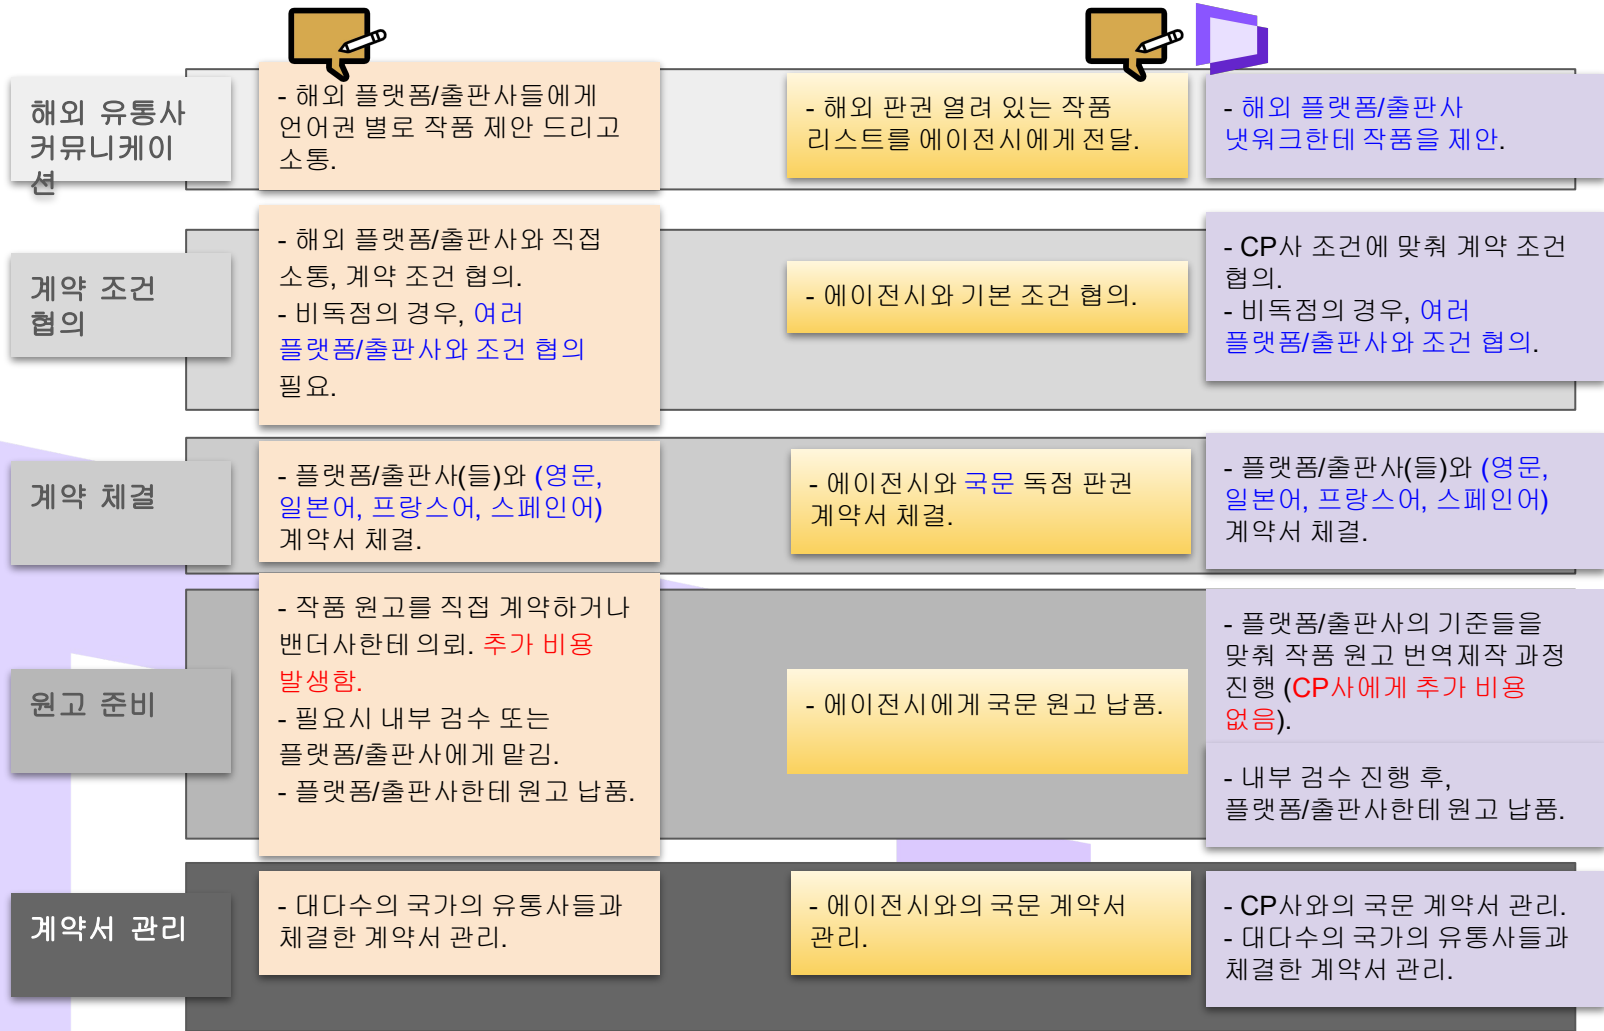 해외 유통사
커뮤니케이
션
- 해외 플랫폼/출판사들에게
언어권 별로 작품 제안 드리고
소통.
- 해외 판권 열려 있는 작품
리스트를 에이전시에게 전달.
- 해외 플랫폼/출판사
냇워크한테 작품을 제안.
계약 조건
협의
- 해외 플랫폼/출판사와 직접
소통, 계약 조건 협의.
- 비독점의 경우, 여러
플랫폼/출판사와 조건 협의
필요.
- 에이전시와 기본 조건 협의.
- CP사 조건에 맞춰 계약 조건
협의.
- 비독점의 경우, 여러
플랫폼/출판사와 조건 협의.
계약 체결
- 플랫폼/출판사(들)와 (영문,
일본어, 프랑스어, 스페인어)
계약서 체결.
- 에이전시와 국문 독점 판권
계약서 체결.
- 플랫폼/출판사(들)와 (영문,
일본어, 프랑스어, 스페인어)
계약서 체결.
원고 준비
- 작품 원고를 직접 계약하거나
밴더사한테 의뢰. 추가 비용
발생함.
- 필요시 내부 검수 또는
플랫폼/출판사에게 맡김.
- 플랫폼/출판사한테 원고 납품.
- 에이전시에게 국문 원고 납품.
- 플랫폼/출판사의 기준들을
맞춰 작품 원고 번역제작 과정
진행 (CP사에게 추가 비용
없음).
- 내부 검수 진행 후,
플랫폼/출판사한테 원고 납품.
계약서 관리
- 대다수의 국가의 유통사들과
체결한 계약서 관리.
- 에이전시와의 국문 계약서
관리.
- CP사와의 국문 계약서 관리.
- 대다수의 국가의 유통사들과
체결한 계약서 관리.